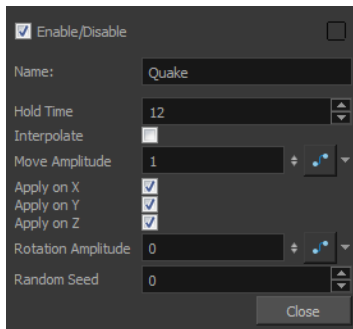 Enable/Disable
Name: Quake
Hold Time 12
Interpolate
Move Amplitude 1
Apply on X
Apply on Y
Apply on Z
Rotation Amplitude 0
Random Seed 0
Close